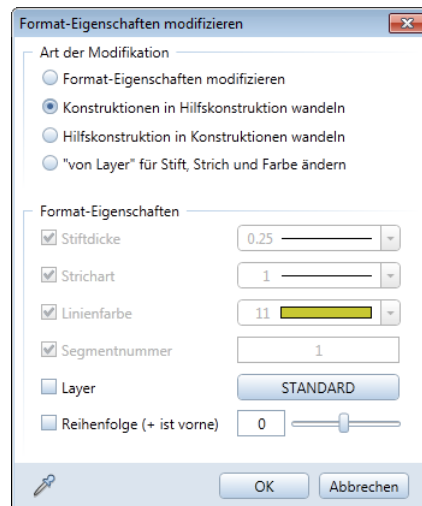 Format-Eigenschaften modifizieren
Art der Modifikation
Format-Eigenschaften modifizieren
Konstruktionen in Hilfskonstruktion wandeln
Hilfskonstruktion in Konstruktionen wandeln
"von Layer" für Stift, Strich und Farbe ändern
Format-Eigenschaften
Stiftdicke 0.25
Strichart 1
Linienfarbe 11
Segmentnummer 1
Layer STANDARD
Reihenfolge (+ ist vorne) 0
OK Abbrechen